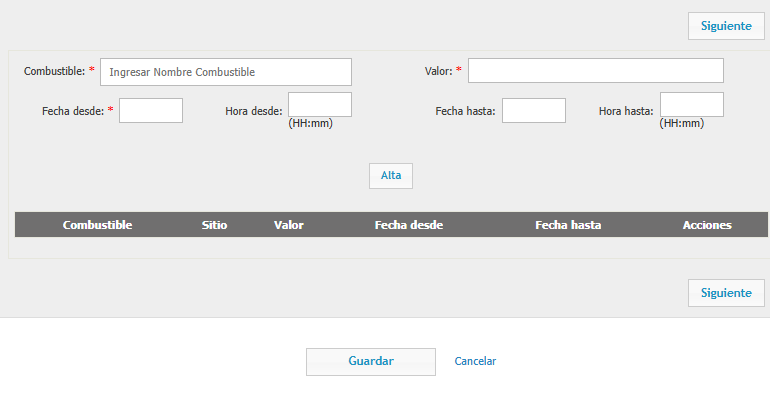 Siguiente
Combustible: * Ingresar Nombre Combustible Valor: *
Fecha desde: * Hora desde: Fecha hasta: Hora hasta:
(HH:mm) (HH:mm)
Alta
Combustible Sitio Valor Fecha desde Fecha hasta Acciones
Siguiente
Guardar Cancelar